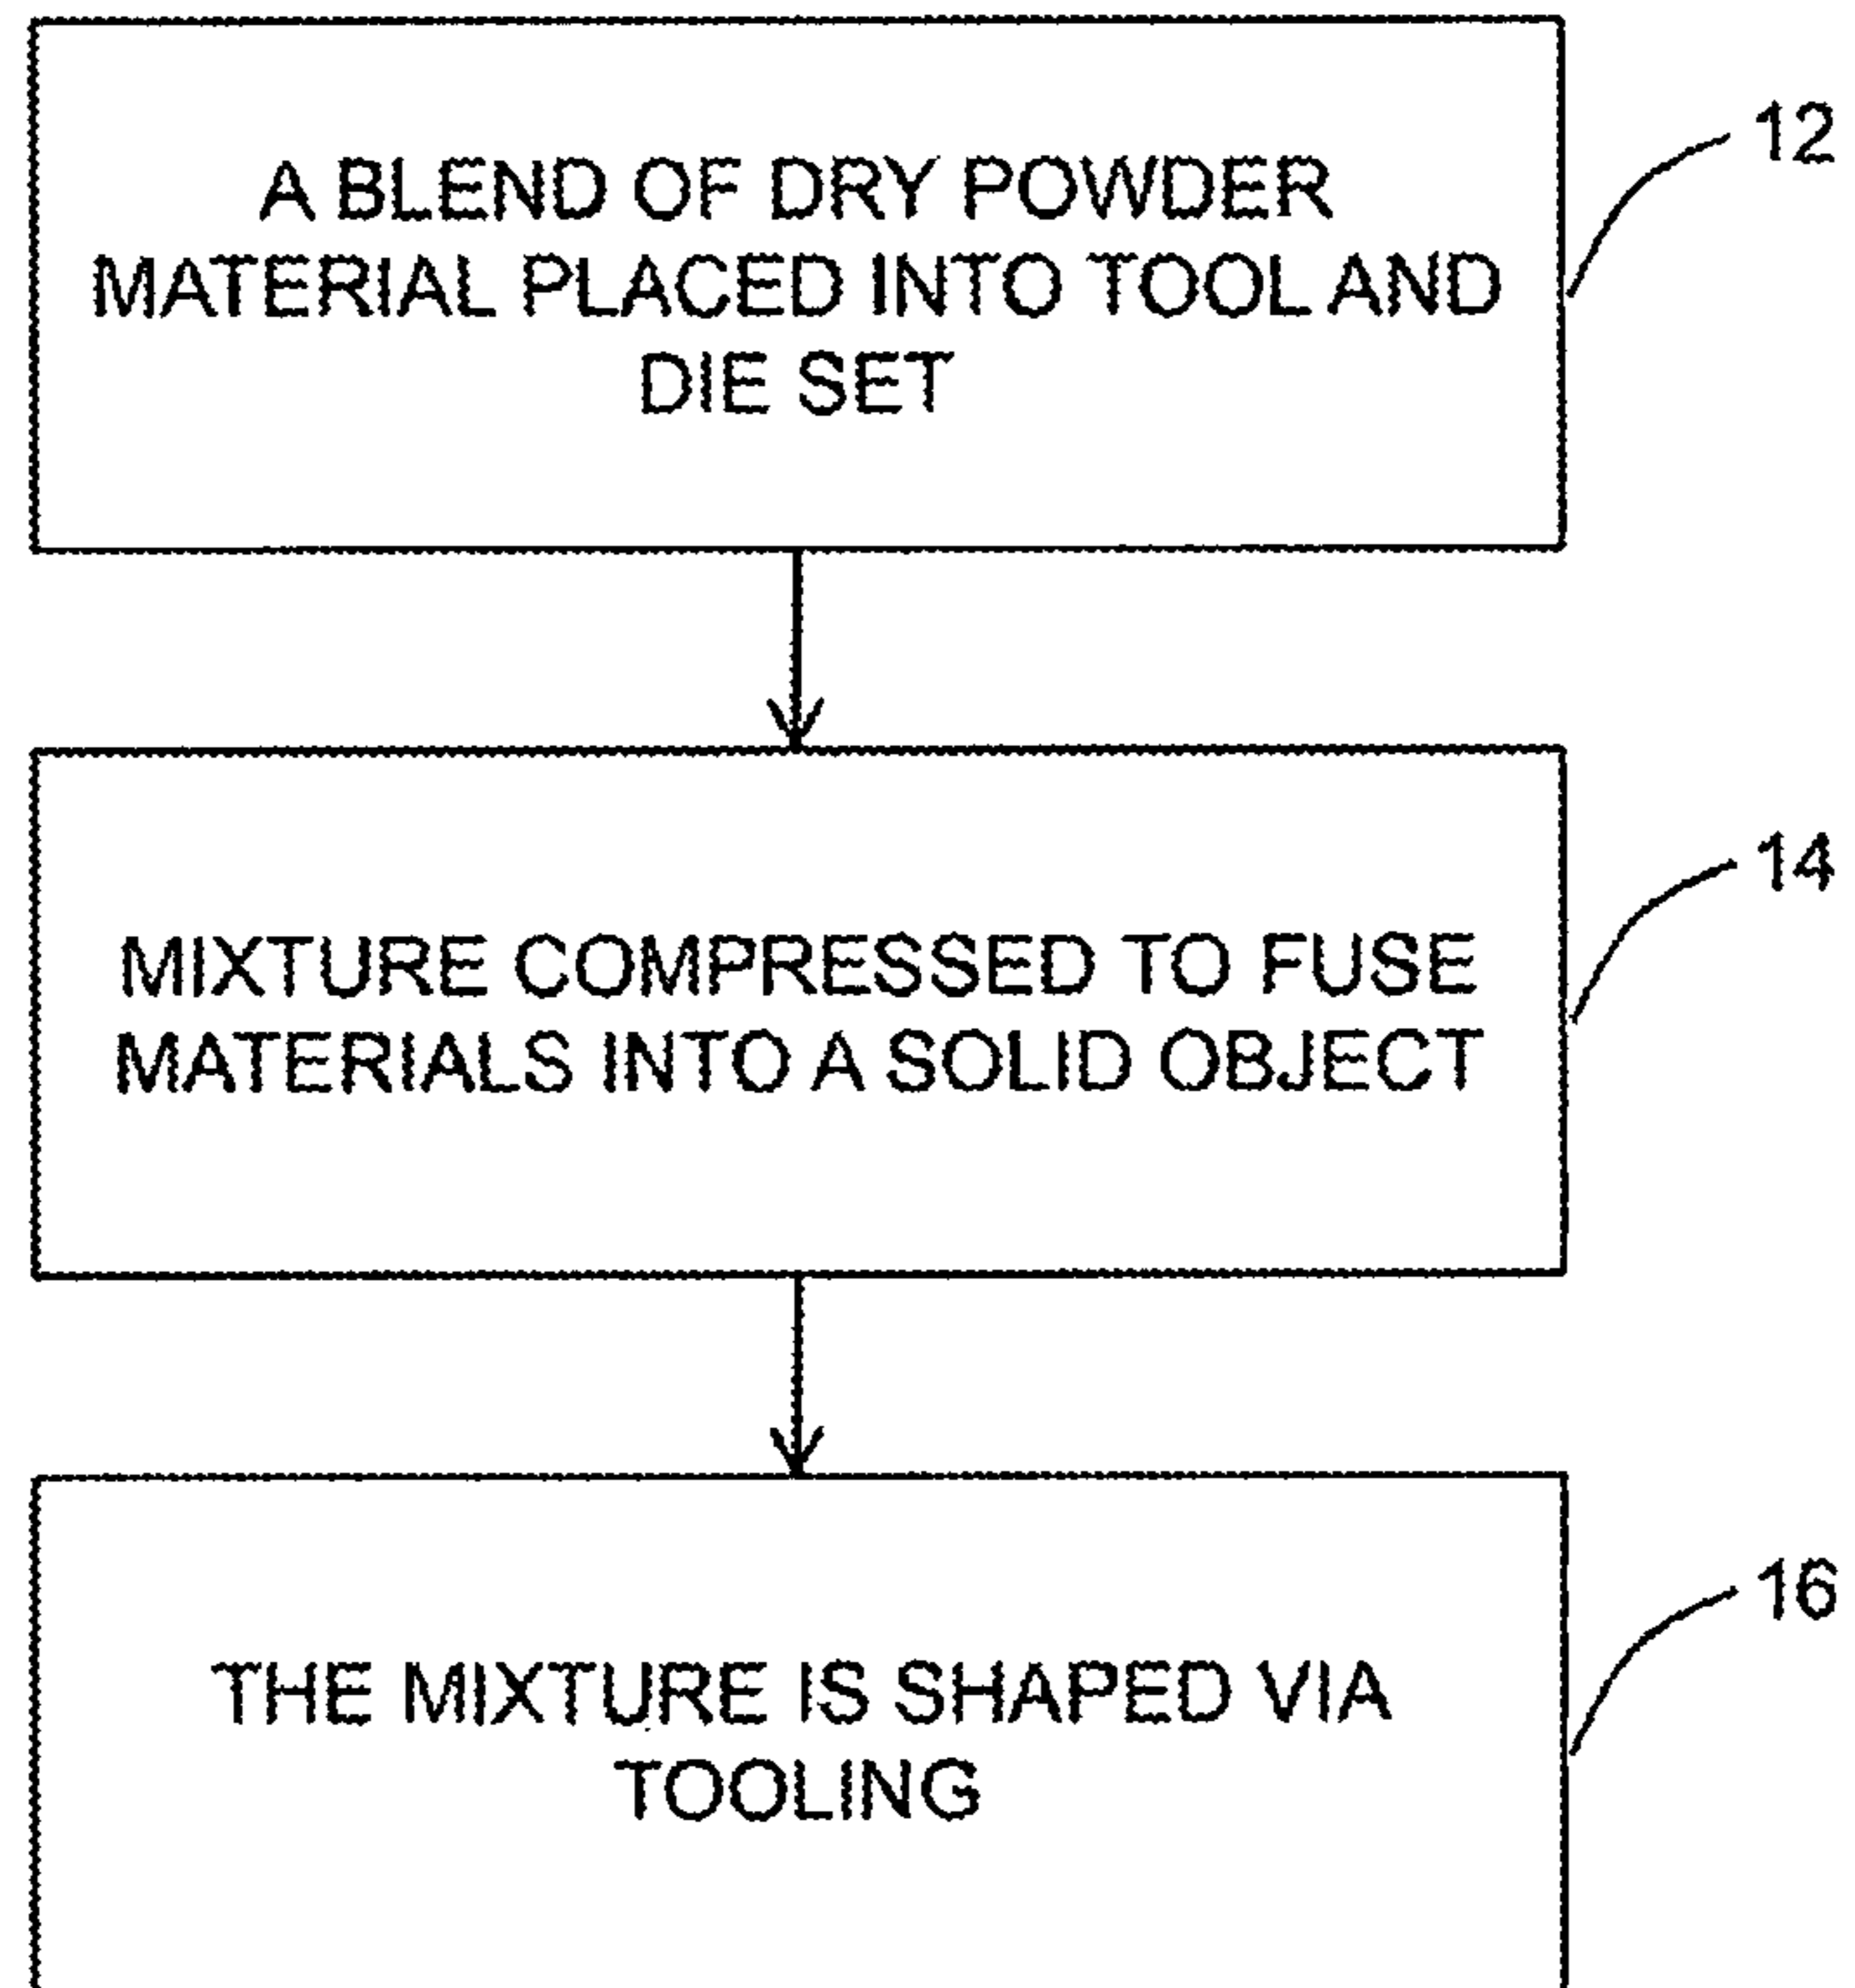 A BLEND OF DRY POWDER
MATERIAL PLACED INTO TOOL AND
DIE SET
12
MIXTURE COMPRESSED TO FUSE
MATERIALS INTO A SOLID OBJECT
14
THE MIXTURE IS SHAPED VIA
TOOLING
16